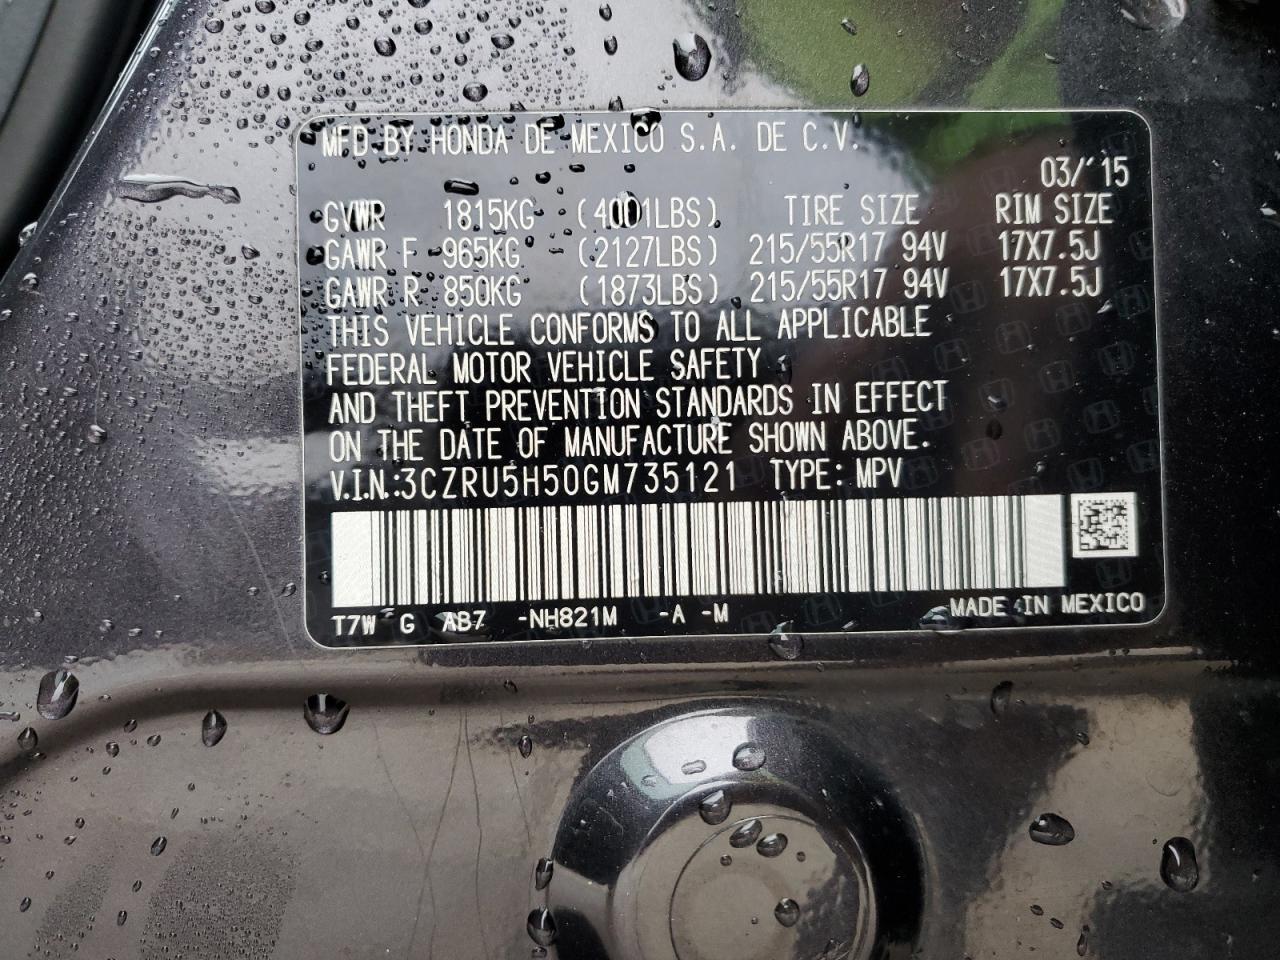 MFD.BY HONDA DE MEXICO S.A. DE C.V.
03/'15
GVWR 1815KG (4001LBS) TIRE SIZE RIM SIZE
GAWR F 965KG (2127LBS) 215/55R17 94V 17X7.5J
GAWR R 850KG (1873LBS) 215/55R17 94V 17X7.5J
THIS VEHICLE CONFORMS TO ALL APPLICABLE
FEDERAL MOTOR VEHICLE SAFETY
AND THEFT PREVENTION STANDARDS IN EFFECT
ON THE DATE OF MANUFACTURE SHOWN ABOVE.
V.I.N.:3CZRU5H50GM735121 TYPE: MPV
T7W G AB7 -NH821M -A -M MADE IN MEXICO